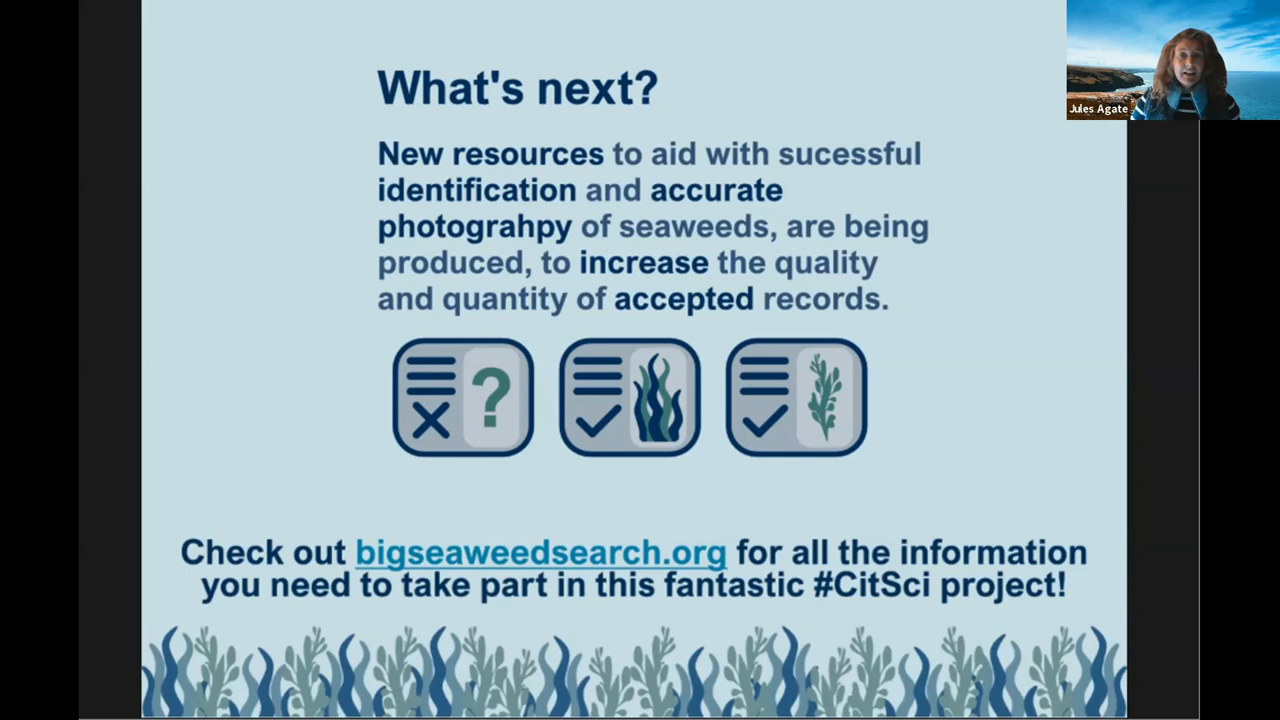 What's next?
New resources to aid with sucessful
identification and accurate
photograhpy of seaweeds, are being
produced, to increase the quality
and quantity of accepted records.
?
Check out bigseaweedsearch.org for all the information
you need to take part in this fantastic #CitSci project!
Jules Agate